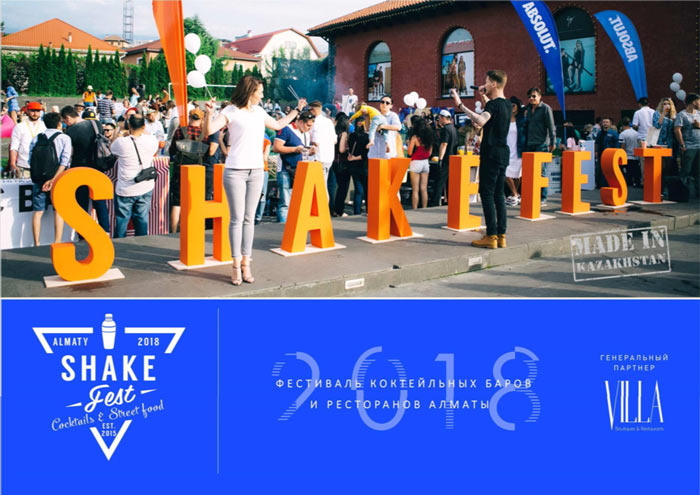 ABSOLUT.
ABSOLUT.
SHAKEFEST
MADE IN
KAZAKHSTAN
ALMATY 2018
SHAKE
Fest
Cocktails & Street food
EST.
2015
2018
ФЕСТИВАЛЬ КОКТЕЙЛЬНЫХ БАРОВ
И РЕСТОРАНОВ АЛМАТЫ
ГЕНЕРАЛЬНЫЙ
ПАРТНЕР
VILLA
Boutiques & Restaurants